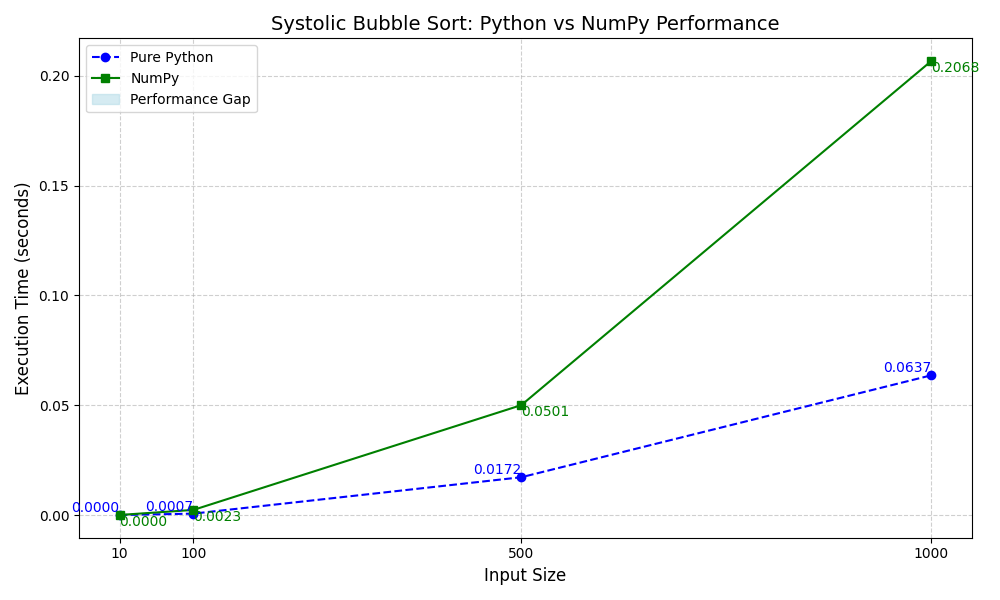 Systolic Bubble Sort: Python vs NumPy Performance
Pure Python
NumPy
Performance Gap
Execution Time (seconds)
0.20
0.15
0.10
0.05
0.00
0.2068
0.0637
0.0501
0.0172
0.0000
0.0007
0.0000
0.0023
10
100
500
1000
Input Size